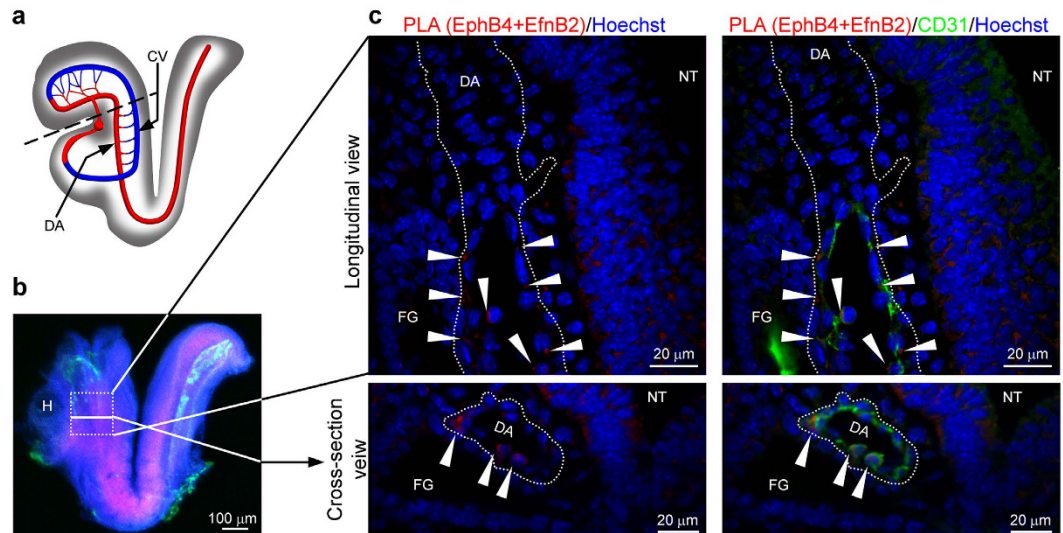 a
CV
DA
b
H
100 μm
c
PLA (EphB4+EfnB2)/Hoechst
PLA (EphB4+EfnB2)/CD31/Hoechst
Longitudinal view
DA
NT
FG
20 μm
DA
NT
FG
20 μm
Cross-section
veiw
DA
NT
FG
20 μm
DA
NT
FG
20 μm